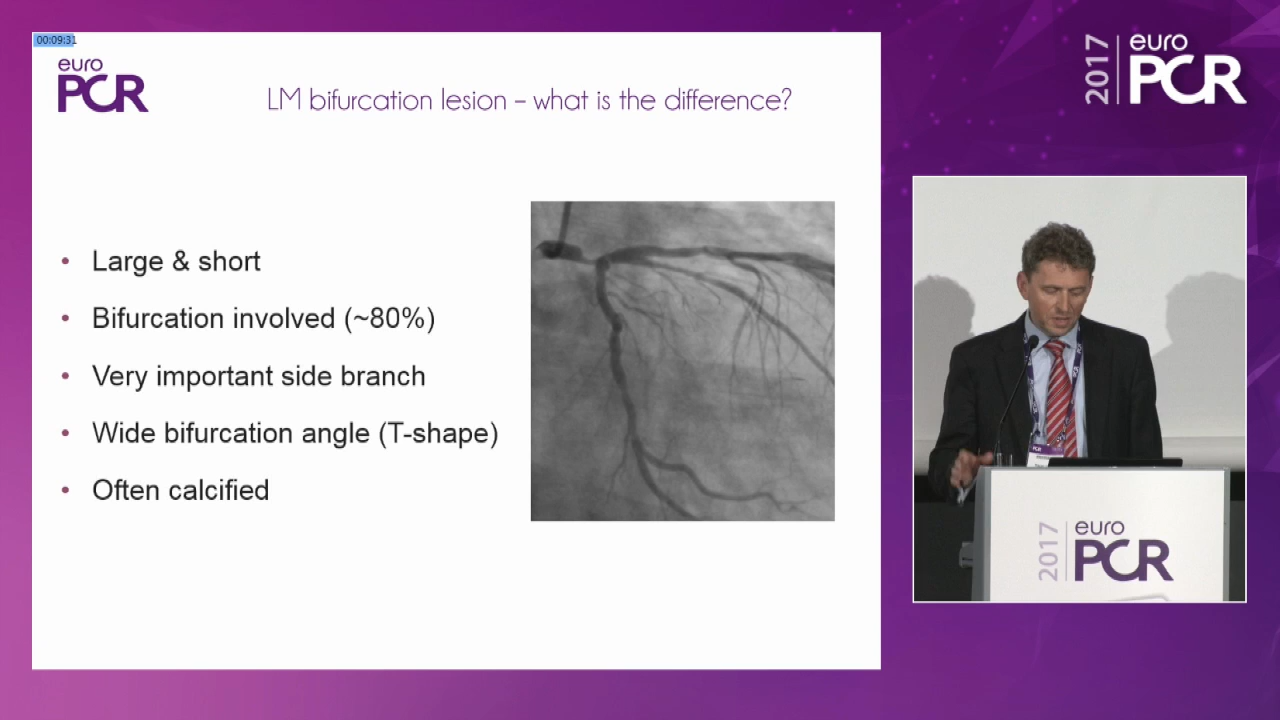 00:09:31
euro
PCR
LM bifurcation lesion – what is the difference?
• Large & short
• Bifurcation involved (~80%)
• Very important side branch
• Wide bifurcation angle (T-shape)
• Often calcified
2017
euro
PCR
PCR
2017
euro
PCR